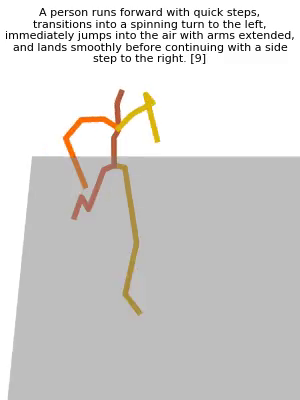 A person runs forward with quick steps,
transitions into a spinning turn to the left,
immediately jumps into the air with arms extended,
and lands smoothly before continuing with a side
step to the right. [9]